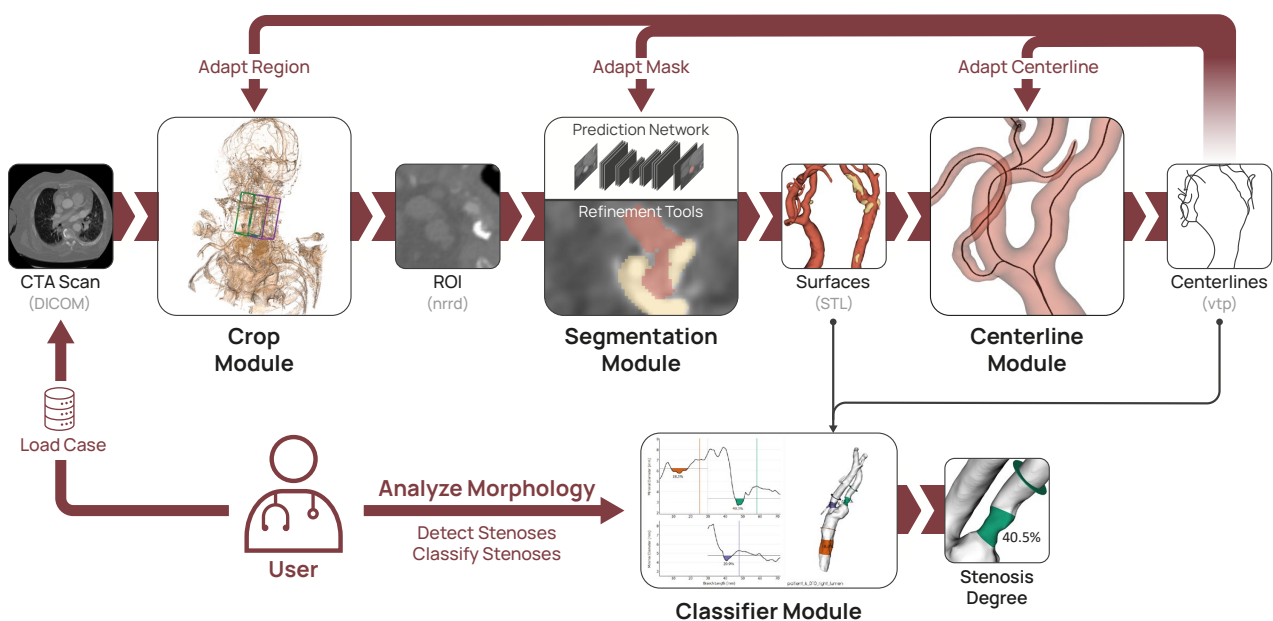 Adapt Region
Adapt Mask
Adapt Centerline
Prediction Network
Refinement Tools
CTA Scan
(DICOM)
ROI
(nrrd)
Surfaces
(STL)
Centerlines
(vtp)
Crop
Module
Segmentation
Module
Centerline
Module
Load Case
User
Analyze Morphology
Detect Stenoses
Classify Stenoses
Classifier Module
40.5%
Stenosis
Degree